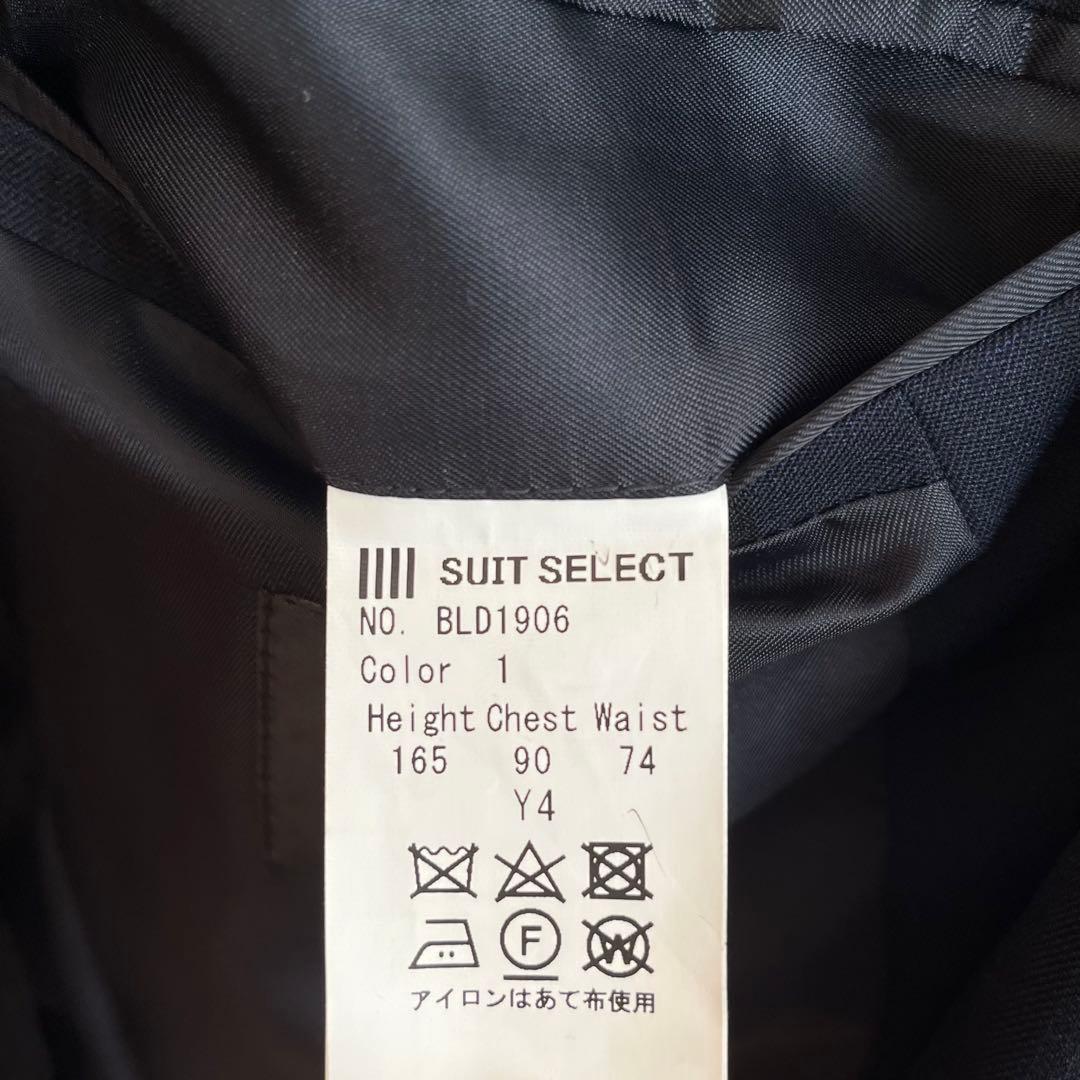 SUIT SELECT
NO. BLD1906
Color 1
Height Chest Waist
165 90 74
Y4
F W
アイロンはあて布使用